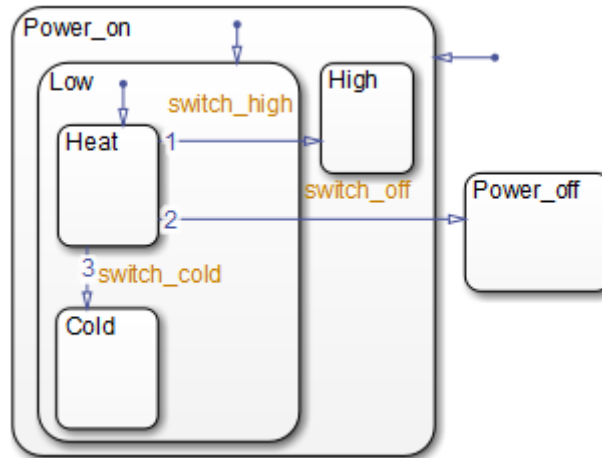 Power_on
Low
High
switch_high
Heat
1
switch_off
Power_off
2
3
switch_cold
Cold